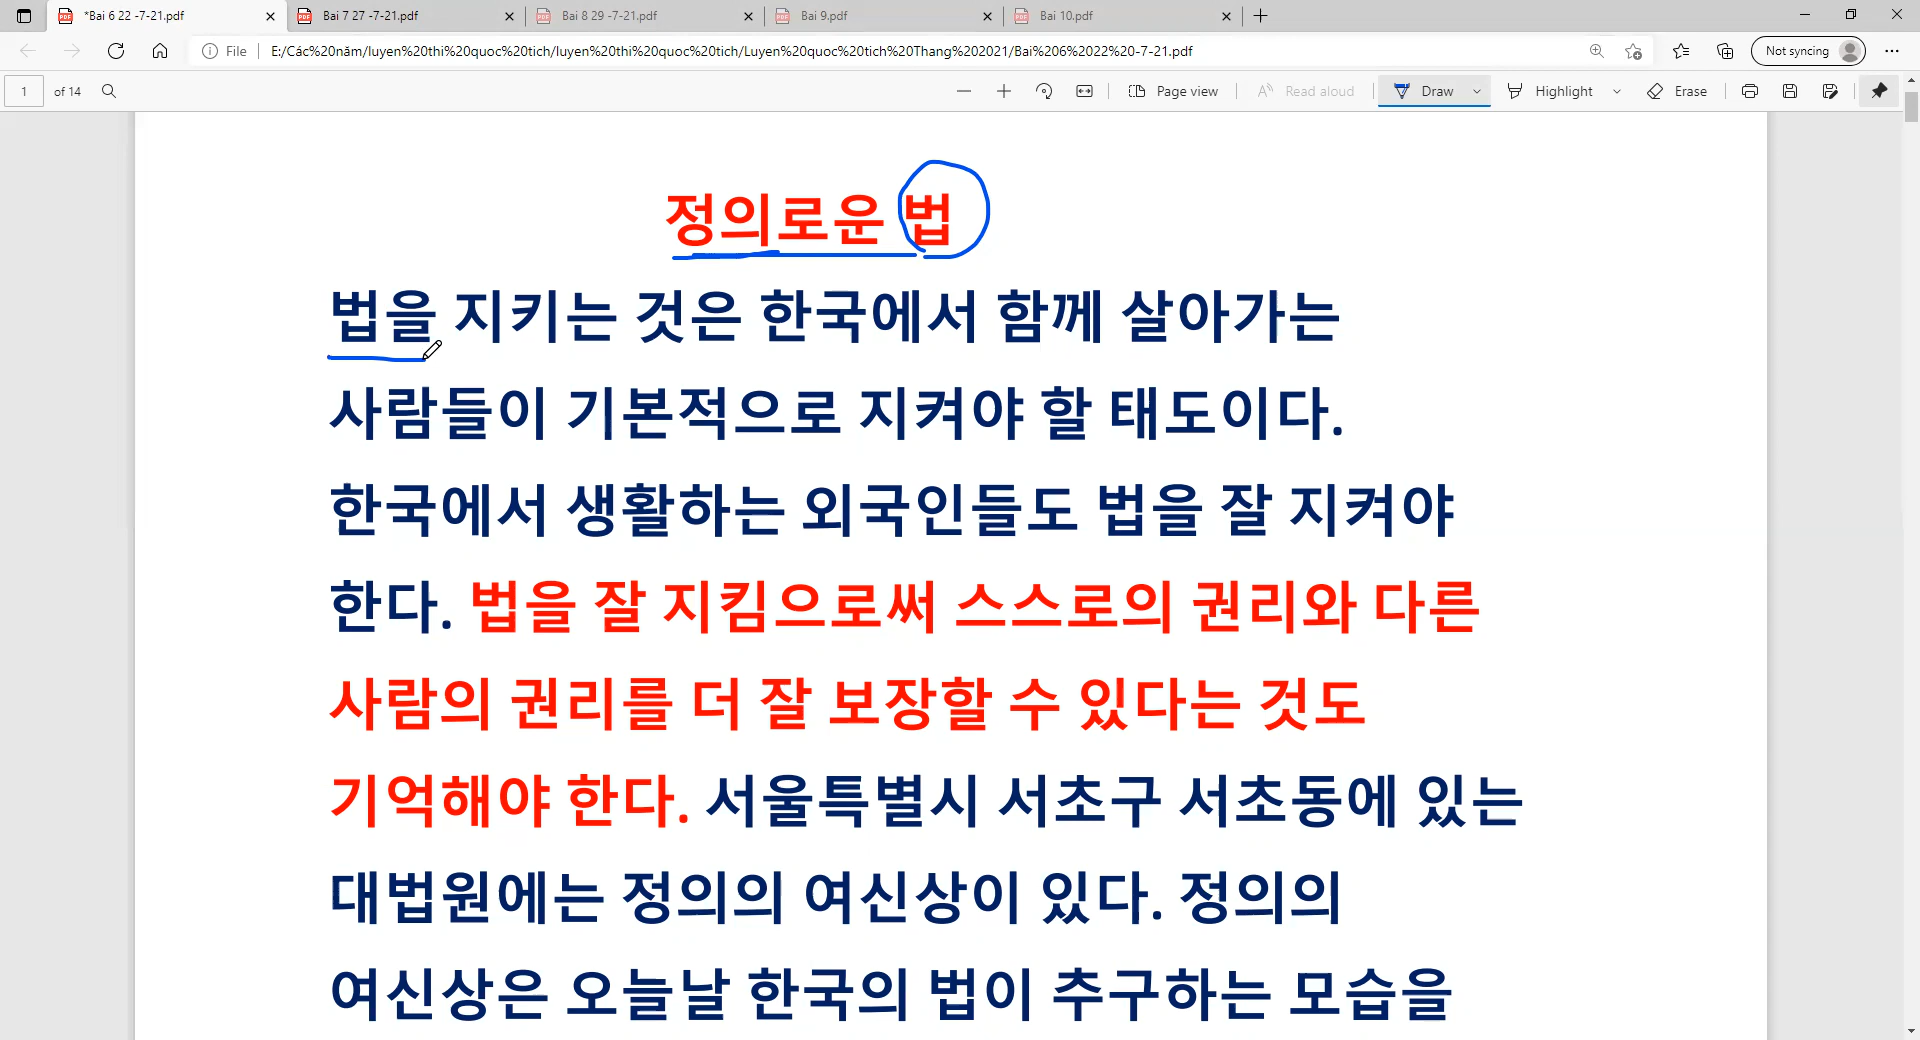 *Bai 6 22 -7-21.pdf
Bai 7 27 -7-21.pdf
Bai 8 29 -7-21.pdf
Bai 9.pdf
Bai 10.pdf
File
E:/Các%20năm/luyen%20thi%20quoc%20tich/luyen%20thi%20quoc%20tich/Luyen%20quoc%20tich%20Thang%202021/Bai%206%2022%20-7-21.pdf
Not syncing
1 of 14
Page view
Read aloud
Draw
Highlight
Erase
정의로운 법
법을 지키는 것은 한국에서 함께 살아가는
사람들이 기본적으로 지켜야 할 태도이다.
한국에서 생활하는 외국인들도 법을 잘 지켜야
한다. 법을 잘 지킴으로써 스스로의 권리와 다른
사람의 권리를 더 잘 보장할 수 있다는 것도
기억해야 한다. 서울특별시 서초구 서초동에 있는
대법원에는 정의의 여신상이 있다. 정의의
여신상은 오늘날 한국의 법이 추구하는 모습을